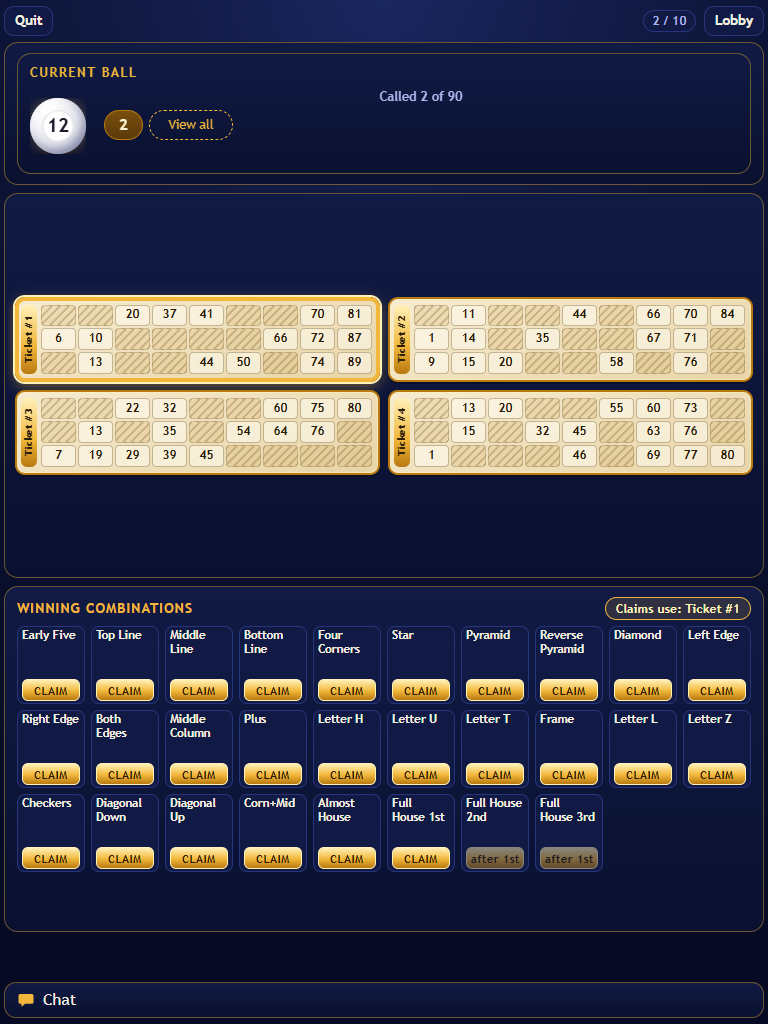 Quit
2 / 10
Lobby
CURRENT BALL
Called 2 of 90
12
2
View all
Ticket #1
20 37 41 70 81
6 10 66 72 87
13 44 50 74 89
Ticket #2
11 44 66 70 84
1 14 35 67 71
9 15 20 58 76
Ticket #3
22 32 60 75 80
13 35 54 64 76
7 19 29 39 45
Ticket #4
13 20 55 60 73
15 32 45 63 76
1 46 69 77 80
WINNING COMBINATIONS
Claims use: Ticket #1
Early Five
CLAIM
Top Line
CLAIM
Middle
Line
CLAIM
Bottom
Line
CLAIM
Four
Corners
CLAIM
Star
CLAIM
Pyramid
CLAIM
Reverse
Pyramid
CLAIM
Diamond
CLAIM
Left Edge
CLAIM
Right Edge
CLAIM
Both
Edges
CLAIM
Middle
Column
CLAIM
Plus
CLAIM
Letter H
CLAIM
Letter U
CLAIM
Letter T
CLAIM
Frame
CLAIM
Letter L
CLAIM
Letter Z
CLAIM
Checkers
CLAIM
Diagonal
Down
CLAIM
Diagonal
Up
CLAIM
Corn+Mid
CLAIM
Almost
House
CLAIM
Full
House 1st
CLAIM
Full House
2nd
after 1st
Full
House 3rd
after 1st
Chat